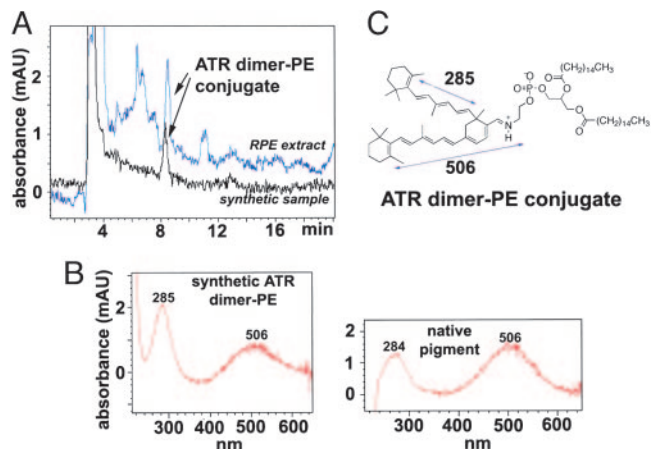 A
absorbance (mAU)
2
1
0
ATR dimer-PE
conjugate
RPE extract
synthetic sample
4
8
12
16
min
C
285
506
O⁻
O
P
O
O
O
N
H
+
(CH2)14CH3
O
O
(CH2)14CH3
O
ATR dimer-PE conjugate
B
absorbance (mAU)
2
0
285
synthetic ATR
dimer-PE
506
300
400
500
600
nm
2
1
0
284
native
pigment
506
300
400
500
600
nm